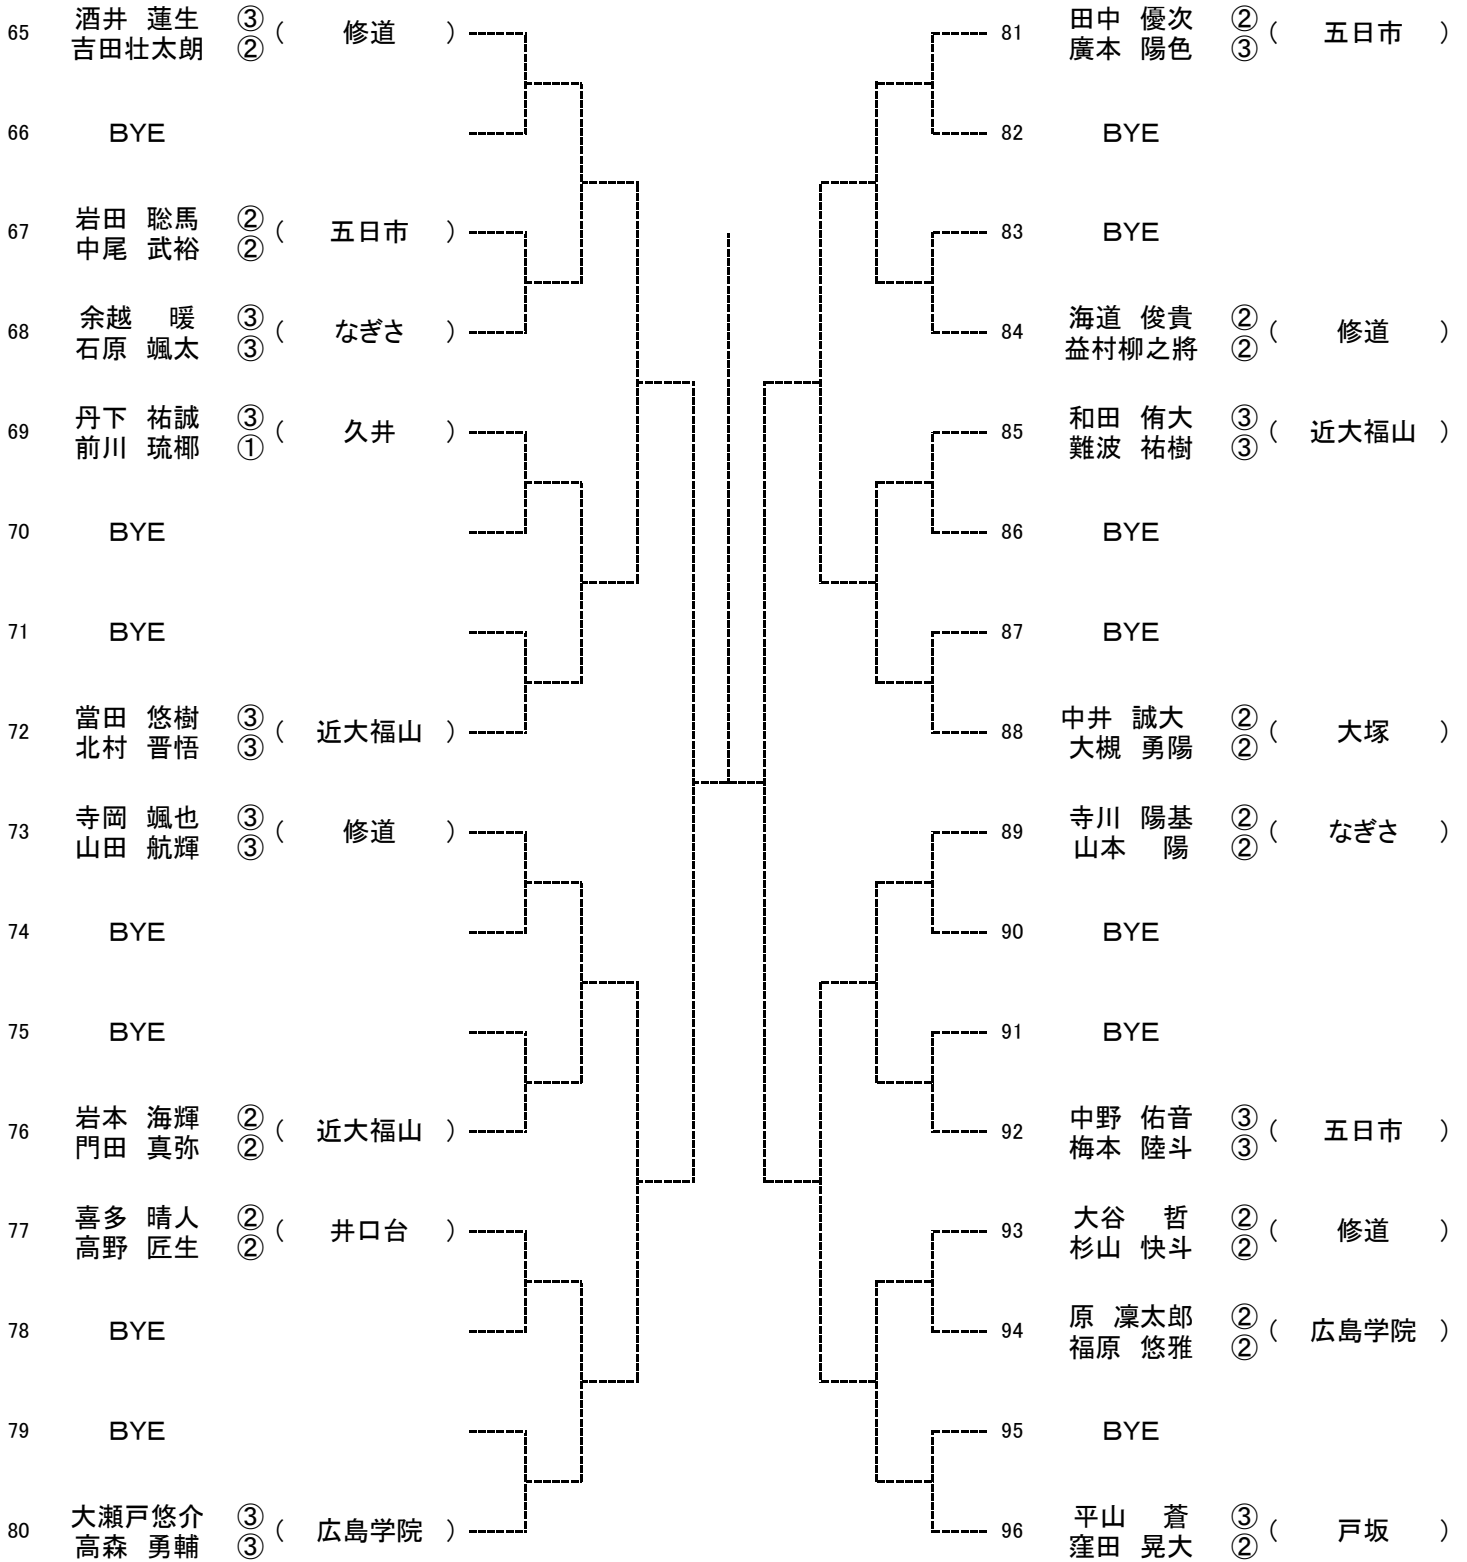 65 酒井 蓮生 ③ ( 修道 )
吉田壮太朗 ②
66 BYE
67 岩田 聡馬 ② ( 五日市 )
中尾 武裕 ②
68 余越 暖 ③ ( なぎさ )
石原 颯太 ③
69 丹下 祐誠 ③ ( 久井 )
前川 琉梛 ①
70 BYE
71 BYE
72 當田 悠樹 ③ ( 近大福山 )
北村 晋悟 ③
73 寺岡 颯也 ③ ( 修道 )
山田 航輝 ③
74 BYE
75 BYE
76 岩本 海輝 ② ( 近大福山 )
門田 真弥 ②
77 喜多 晴人 ② ( 井口台 )
高野 匠生 ②
78 BYE
79 BYE
80 大瀬戸悠介 ③ ( 広島学院 )
高森 勇輔 ③
81 田中 優次 ② ( 五日市 )
廣本 陽色 ③
82 BYE
83 BYE
84 海道 俊貴 ② ( 修道 )
益村柳之將 ②
85 和田 侑大 ③ ( 近大福山 )
難波 祐樹 ③
86 BYE
87 BYE
88 中井 誠大 ② ( 大塚 )
大槻 勇陽 ②
89 寺川 陽基 ② ( なぎさ )
山本 陽 ②
90 BYE
91 BYE
92 中野 佑音 ③ ( 五日市 )
梅本 陸斗 ③
93 大谷 哲 ② ( 修道 )
杉山 快斗 ②
94 原 凜太郎 ② ( 広島学院 )
福原 悠雅 ②
95 BYE
96 平山 蒼 ③ ( 戸坂 )
窪田 晃大 ②